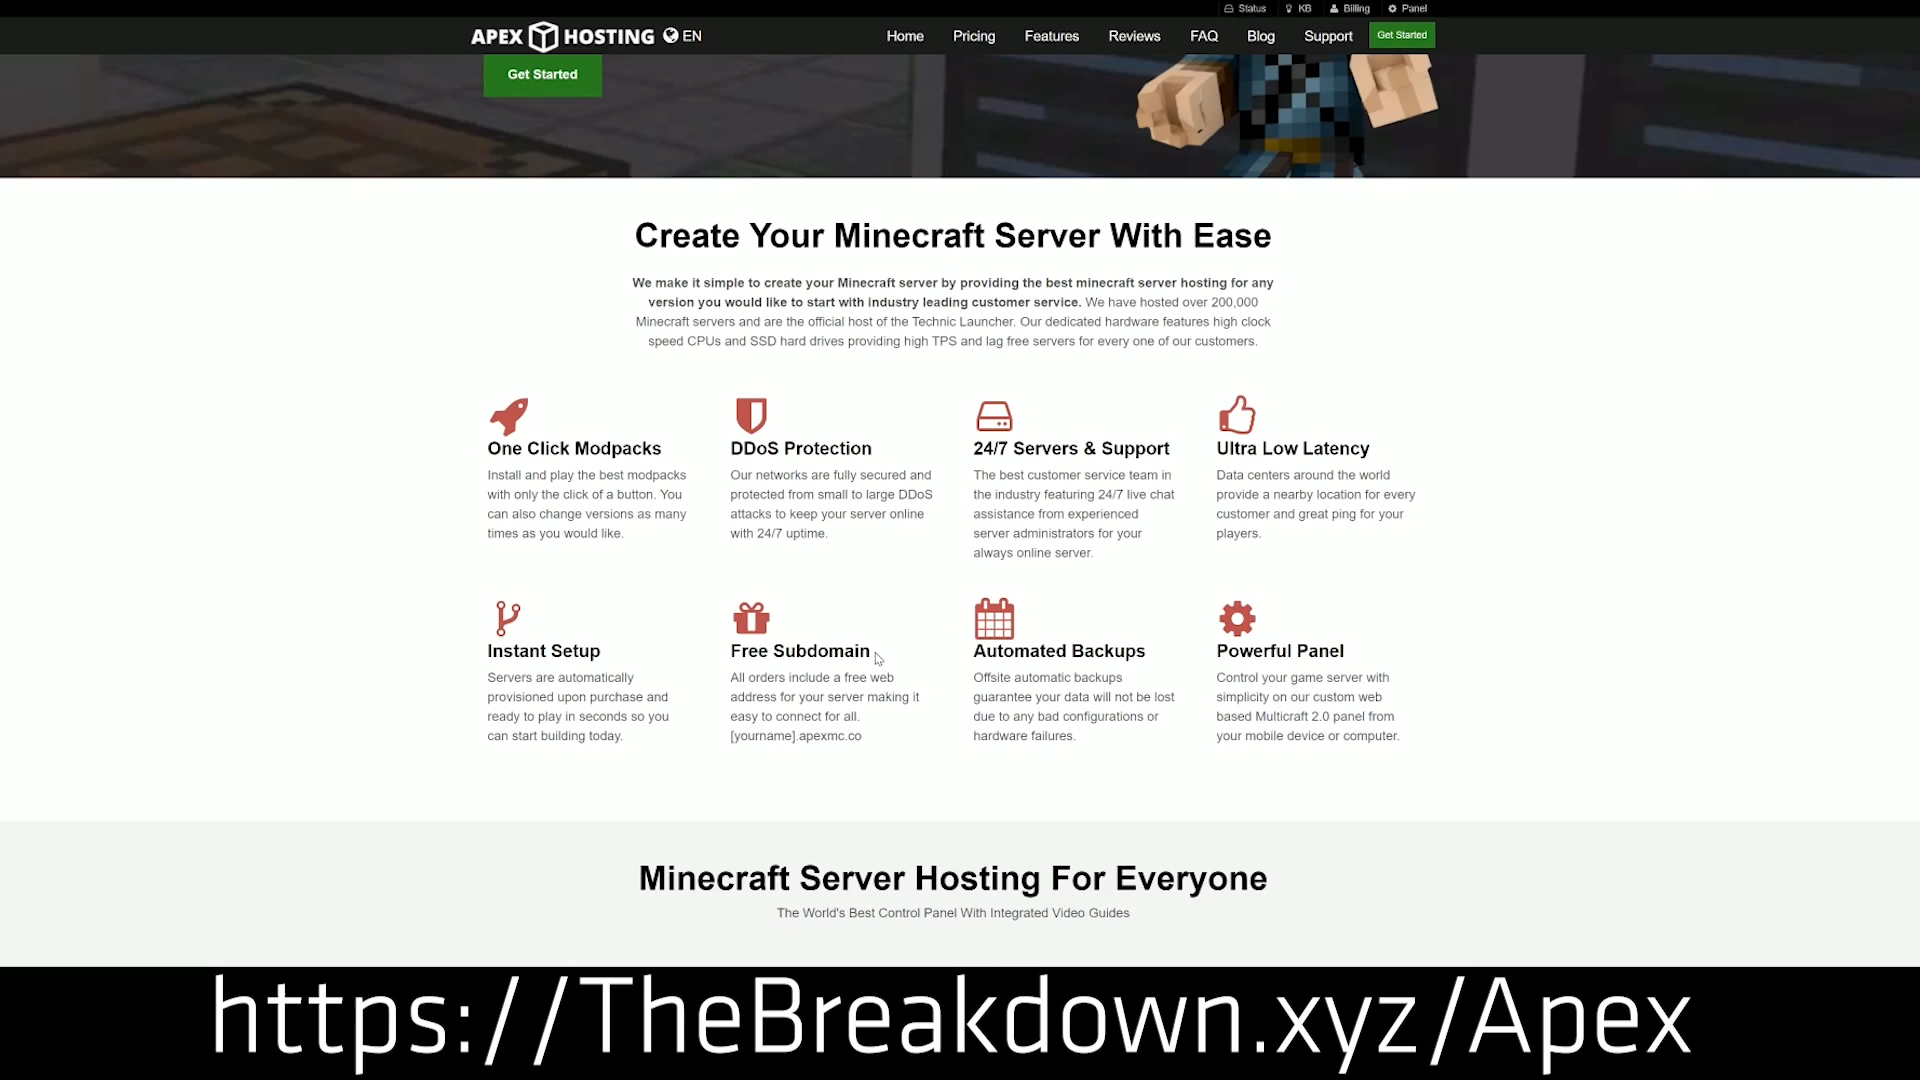 Status KB Billing Panel
APEX HOSTING EN Home Pricing Features Reviews FAQ Blog Support Get Started
Get Started
Create Your Minecraft Server With Ease
We make it simple to create your Minecraft server by providing the best minecraft server hosting for any
version you would like to start with industry leading customer service. We have hosted over 200,000
Minecraft servers and are the official host of the Technic Launcher. Our dedicated hardware features high clock
speed CPUs and SSD hard drives providing high TPS and lag free servers for every one of our customers.
One Click Modpacks
Install and play the best modpacks
with only the click of a button. You
can also change versions as many
times as you would like.
DDoS Protection
Our networks are fully secured and
protected from small to large DDoS
attacks to keep your server online
with 24/7 uptime.
24/7 Servers & Support
The best customer service team in
the industry featuring 24/7 live chat
assistance from experienced
server administrators for your
always online server.
Ultra Low Latency
Data centers around the world
provide a nearby location for every
customer and great ping for your
players.
Instant Setup
Servers are automatically
provisioned upon purchase and
ready to play in seconds so you
can start building today.
Free Subdomain
All orders include a free web
address for your server making it
easy to connect for all.
[yourname].apexmc.co
Automated Backups
Offsite automatic backups
guarantee your data will not be lost
due to any bad configurations or
hardware failures.
Powerful Panel
Control your game server with
simplicity on our custom web
based Multicraft 2.0 panel from
your mobile device or computer.
Minecraft Server Hosting For Everyone
The World's Best Control Panel With Integrated Video Guides
https://TheBreakdown.xyz/Apex